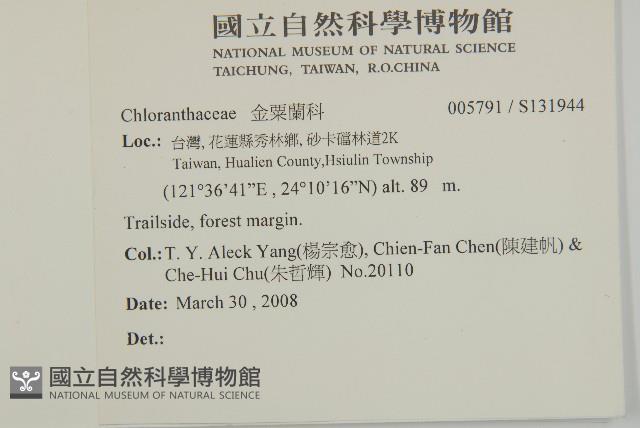 國立自然科學博物館
NATIONAL MUSEUM OF NATURAL SCIENCE
TAICHUNG, TAIWAN, R.O.CHINA
Chloranthaceae 金粟蘭科 005791 / S131944
Loc.: 台灣, 花蓮縣秀林鄉, 砂卡礑林道2K
Taiwan, Hualien County,Hsiulin Township
(121°36'41”E , 24°10'16”N) alt. 89 m.
Trailside, forest margin.
Col.: T. Y. Aleck Yang(楊宗愈), Chien-Fan Chen(陳建帆) &
Che-Hui Chu(朱哲輝) No.20110
Date: March 30 , 2008
Det.:
國立自然科學博物館
NATIONAL MUSEUM OF NATURAL SCIENCE